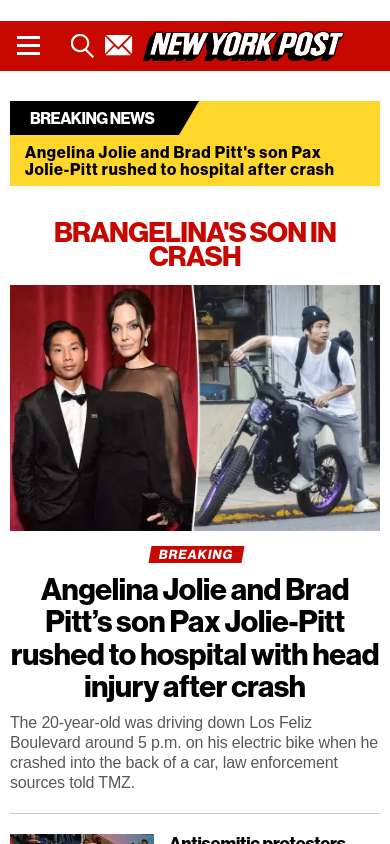 NEW YORK POST
BREAKING NEWS
Angelina Jolie and Brad Pitt's son Pax
Jolie-Pitt rushed to hospital after crash
BRANGELINA'S SON IN
CRASH
BREAKING
Angelina Jolie and Brad
Pitt’s son Pax Jolie-Pitt
rushed to hospital with head
injury after crash
The 20-year-old was driving down Los Feliz
Boulevard around 5 p.m. on his electric bike when he
crashed into the back of a car, law enforcement
sources told TMZ.
Antisemitic protesters